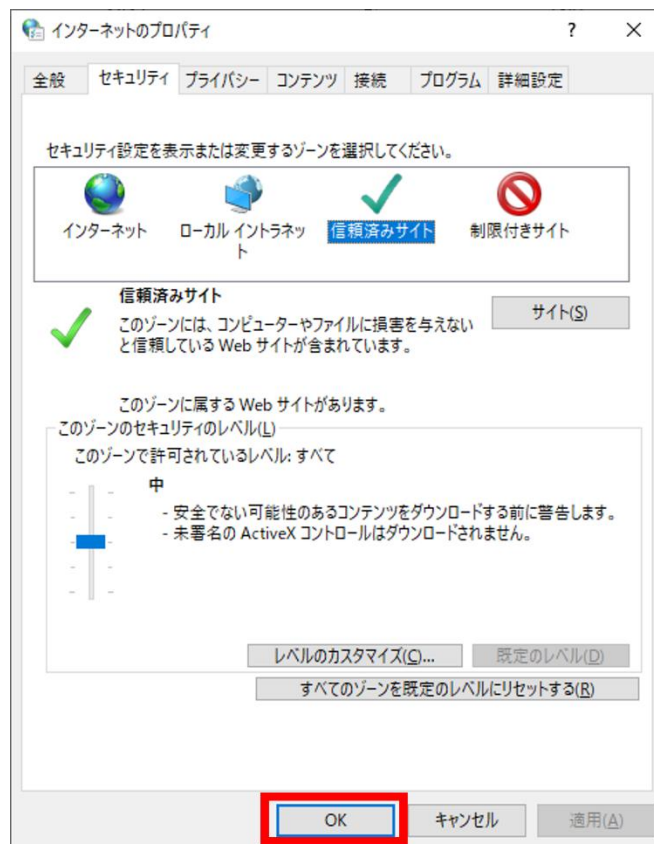 インターネットのプロパティ
?
×
全般 セキュリティ プライバシー コンテンツ 接続 プログラム 詳細設定
セキュリティ設定を表示または変更するゾーンを選択してください。
インターネット
ローカル イントラネッ
ト
信頼済みサイト
制限付きサイト
信頼済みサイト
このゾーンには、コンピューターやファイルに損害を与えない
と信頼している Web サイトが含まれています。
サイト(S)
このゾーンに属する Web サイトがあります。
このゾーンのセキュリティのレベル(L)
このゾーンで許可されているレベル: すべて
中
- 安全でない可能性のあるコンテンツをダウンロードする前に警告します。
- 未署名の ActiveX コントロールはダウンロードされません。
レベルのカスタマイズ(C)... 既定のレベル(D)
すべてのゾーンを既定のレベルにリセットする(R)
OK キャンセル 適用(A)